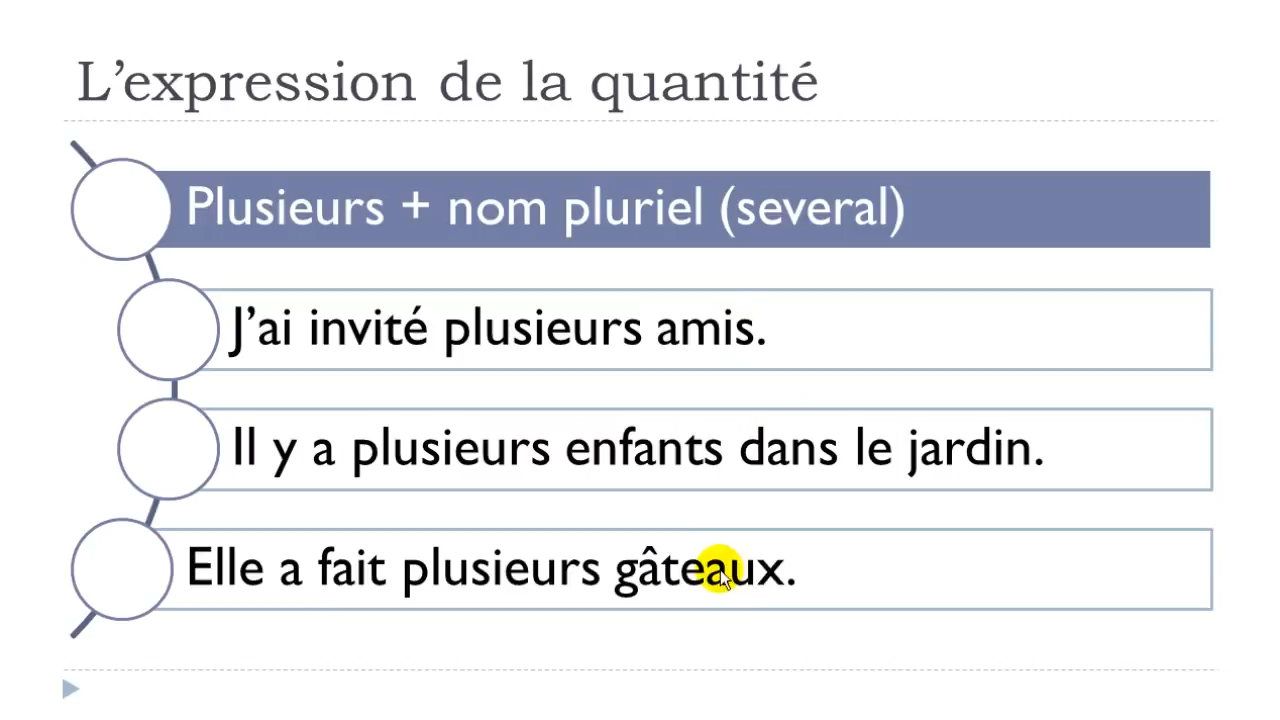 L’expression de la quantité
Plusieurs + nom pluriel (several)
J’ai invité plusieurs amis.
Il y a plusieurs enfants dans le jardin.
Elle a fait plusieurs gâteaux.